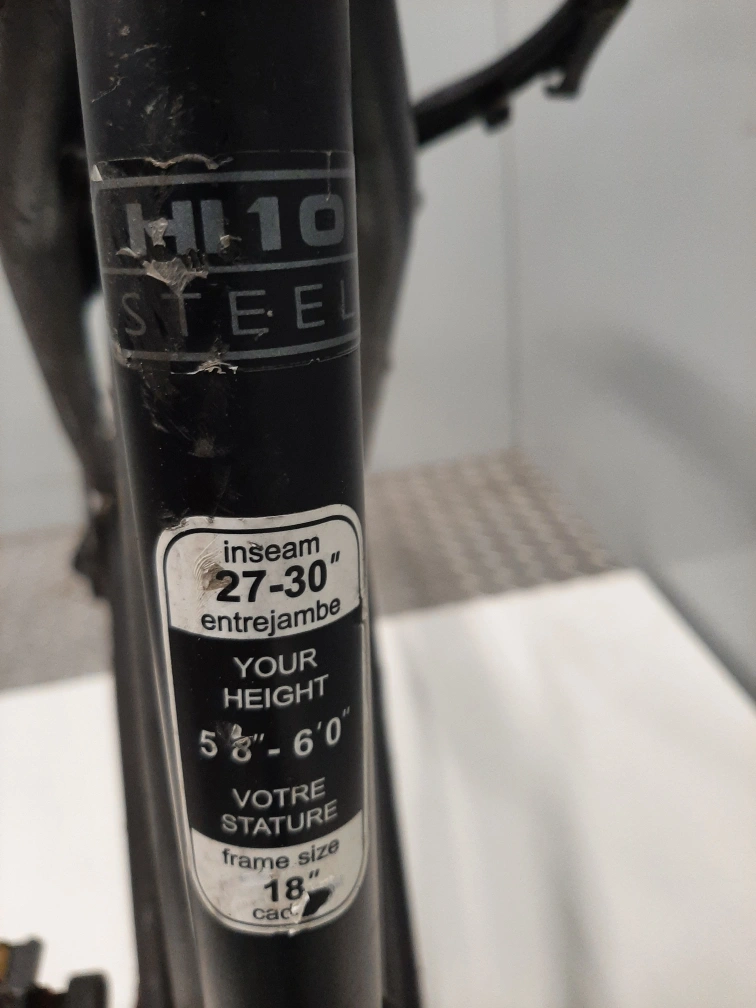 HI10
STEEL
inseam
27-30"
entrejambe
YOUR
HEIGHT
5'8"- 6'0"
VOTRE
STATURE
frame size
18"